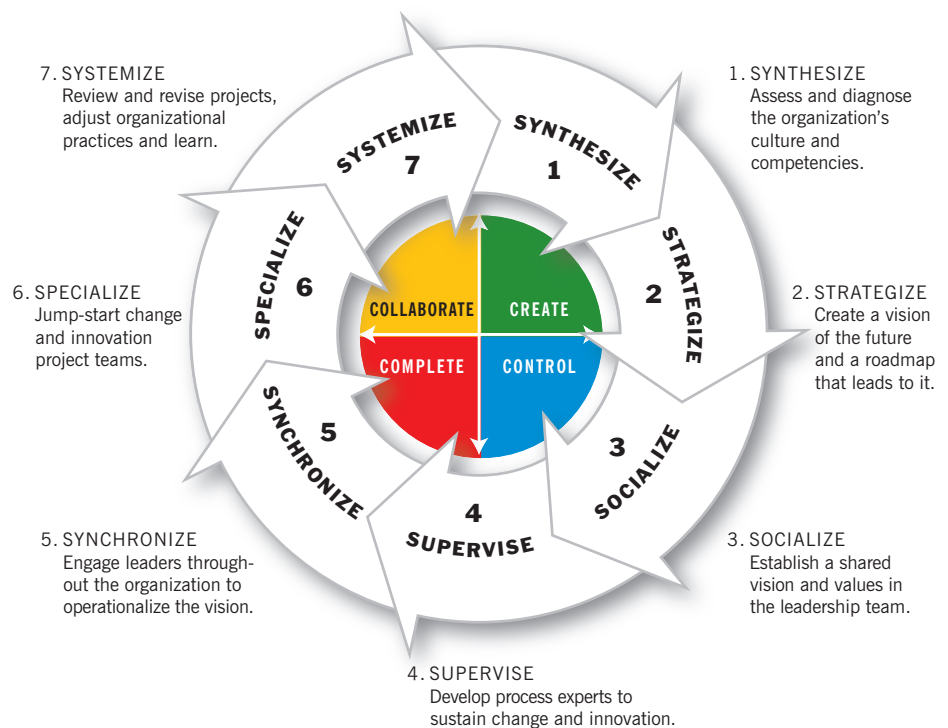 7. SYSTEMIZE
Review and revise projects,
adjust organizational
practices and learn.
1. SYNTHESIZE
Assess and diagnose
the organization's
culture and
competencies.
6. SPECIALIZE
Jump-start change
and innovation
project teams.
2. STRATEGIZE
Create a vision
of the future
and a roadmap
that leads to it.
5. SYNCHRONIZE
Engage leaders through-
out the organization to
operationalize the vision.
3. SOCIALIZE
Establish a shared
vision and values in
the leadership team.
4. SUPERVISE
Develop process experts to
sustain change and innovation.
SYNTHESIZE
1
STRATEGIZE
2
3
SOCIALIZE
4
SUPERVISE
5
SYNCHRONIZE
SPECIALIZE
6
SYSTEMIZE
7
COLLABORATE
CREATE
COMPLETE
CONTROL